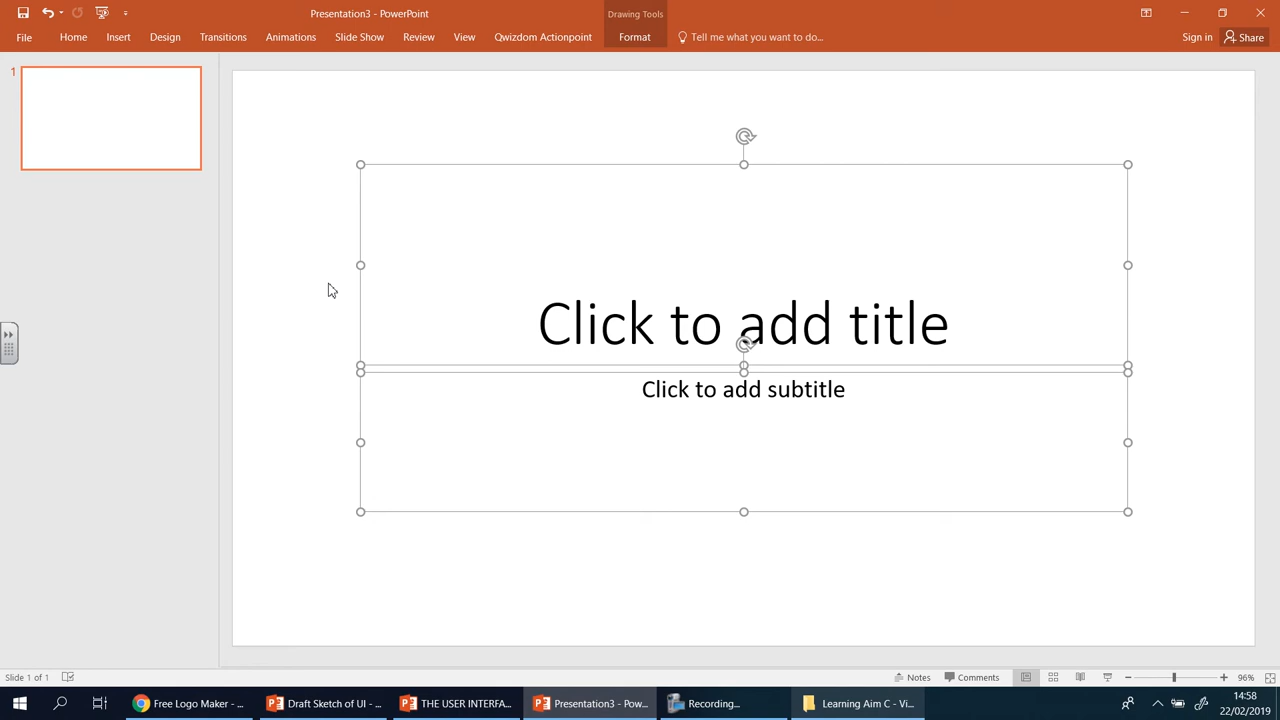 Presentation3 - PowerPoint
Drawing Tools
File
Home
Insert
Design
Transitions
Animations
Slide Show
Review
View
Qwizdom Actionpoint
Format
Tell me what you want to do...
Sign in
Share
1
Click to add title
Click to add subtitle
Slide 1 of 1
Notes
Comments
96%
Free Logo Maker - ...
Draft Sketch of UI - ...
THE USER INTERFA...
Presentation3 - Pow...
Recording...
Learning Aim C - Vi...
14:58
22/02/2019